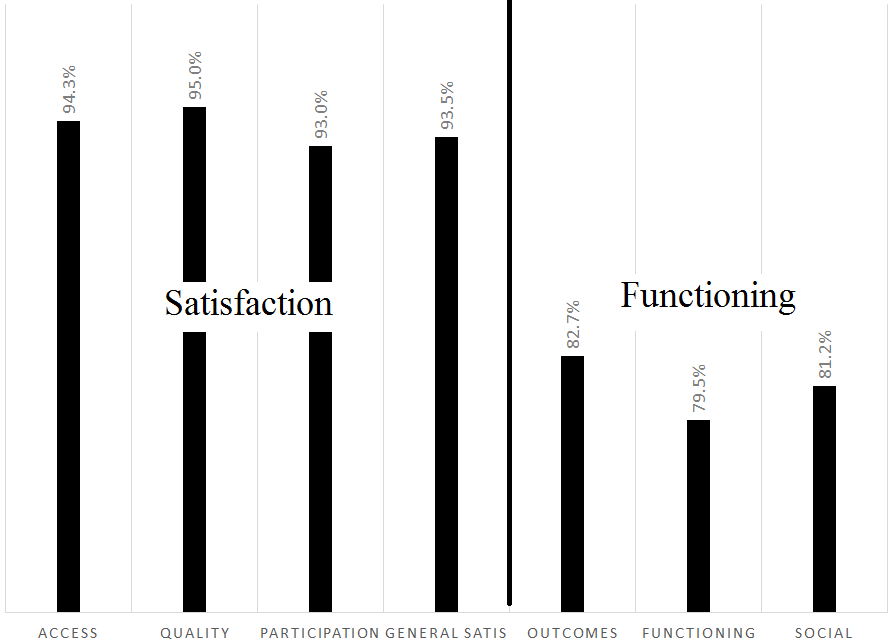 94.3%
95.0%
93.0%
93.5%
82.7%
79.5%
81.2%
Satisfaction
Functioning
ACCESS
QUALITY
PARTICIPATION
GENERAL SATIS
OUTCOMES
FUNCTIONING
SOCIAL